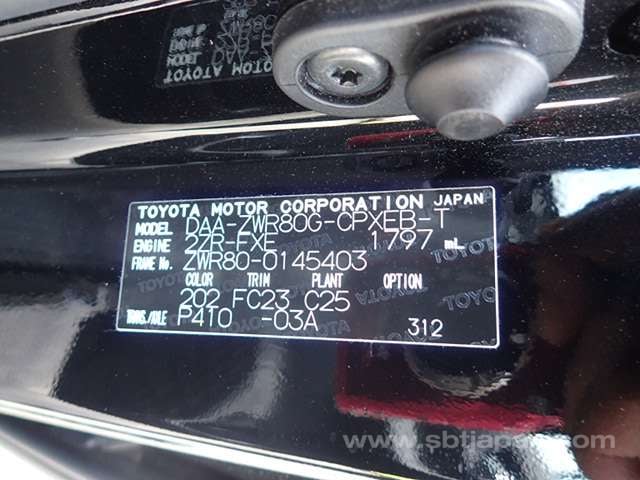 TOYOTA MOTOR CORPORATION JAPAN
MODEL DAA-ZWR80G-CPXEB-T
ENGINE 2ZR-FXE 1797 mL
FRAME No. ZWR80-0145403
COLOR TRIM PLANT OPTION
202 FC23 C25
TRANS./AXLE P410 -03A 312
www.sbtjapan.com